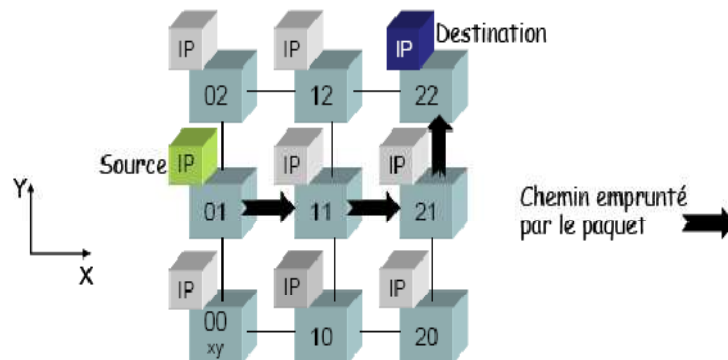 IP IP IP Destination
02 12 22
Source IP IP IP
Y 01 11 21
Chemin emprunté
par le paquet
X
IP IP IP
00 10 20
xy